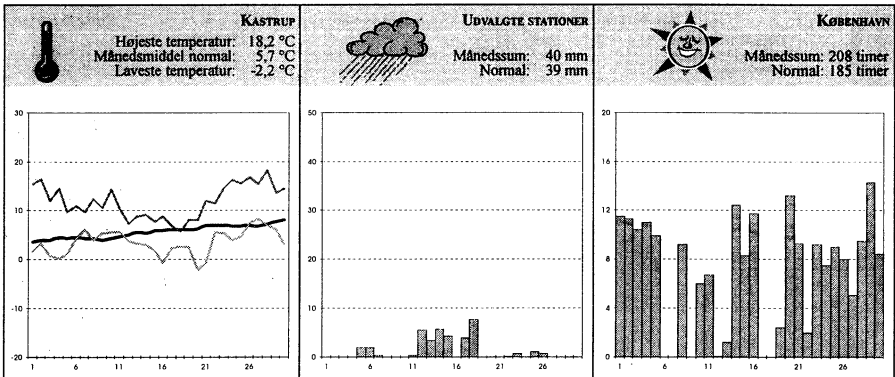 KASTRUP
Højeste temperatur: 18,2 °C
Månedsmiddel normal: 5,7 °C
Laveste temperatur: -2,2 °C
30
20
10
0
-10
-20
1 6 11 16 21 26
UDVALGTE STATIONER
Månedssum: 40 mm
Normal: 39 mm
50
40
30
20
10
0
1 6 11 16 21 26
KØBENHAVN
Månedssum: 208 timer
Normal: 185 timer
20
16
12
8
4
0
1 6 11 16 21 26